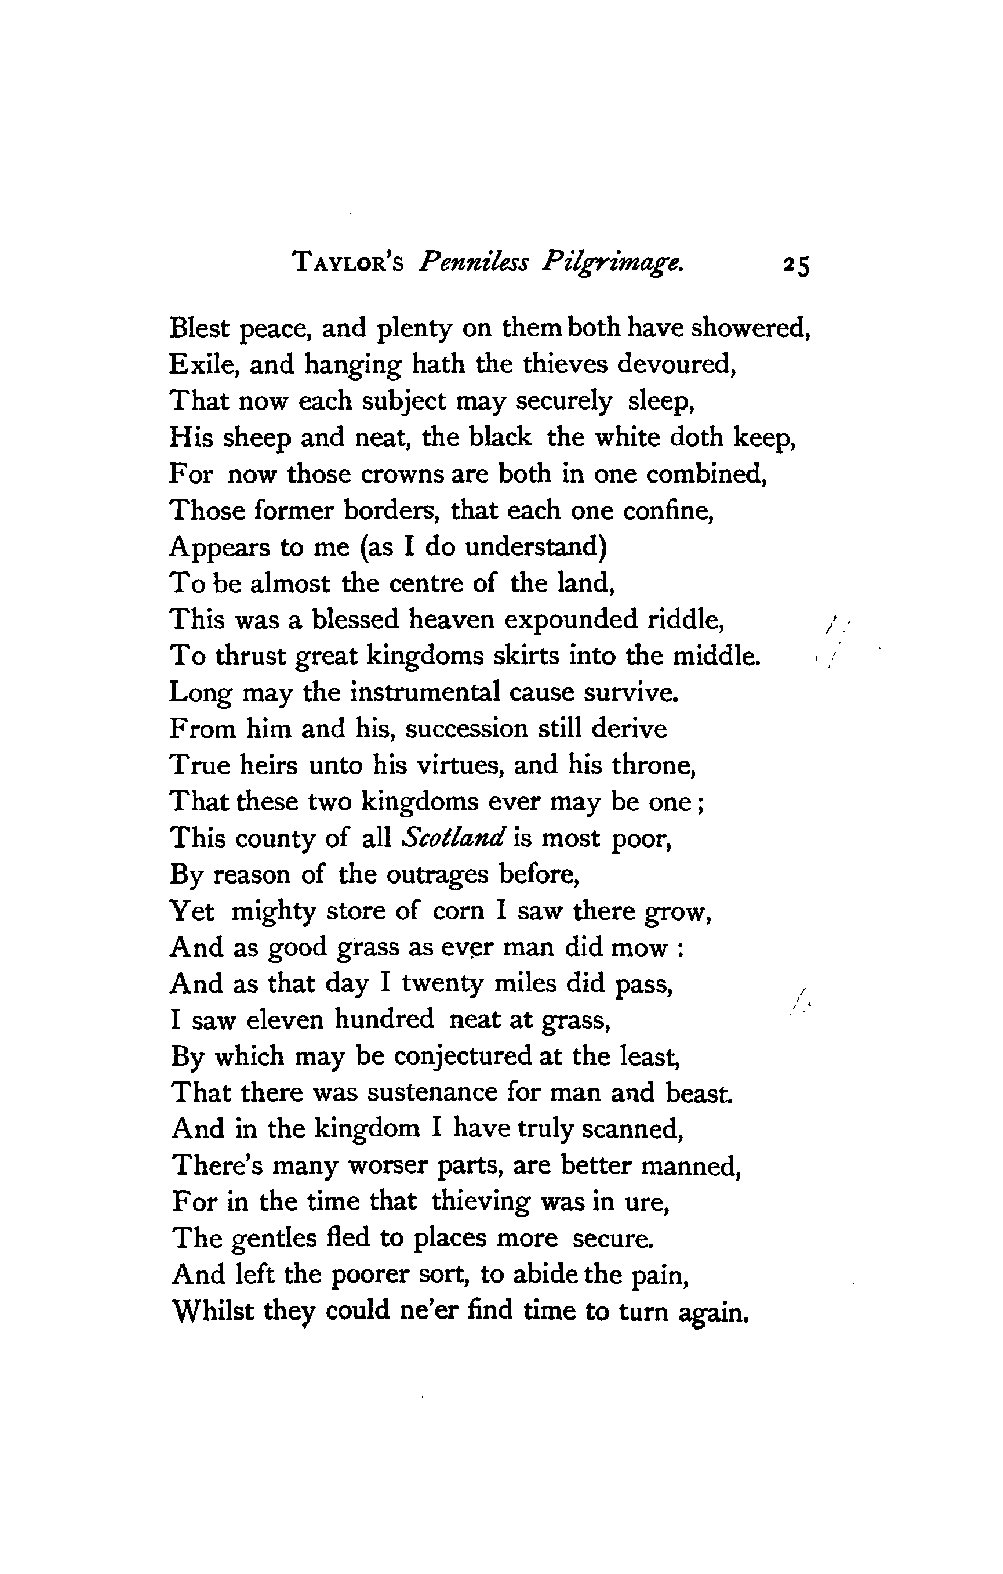 TAYLOR'S Penniless Pilgrimage. 25
Blest peace, and plenty on them both have showered,
Exile, and hanging hath the thieves devoured,
That now each subject may securely sleep,
His sheep and neat, the black the white doth keep,
For now those crowns are both in one combined,
Those former borders, that each one confine,
Appears to me (as I do understand)
To be almost the centre of the land,
This was a blessed heaven expounded riddle,
To thrust great kingdoms skirts into the middle.
Long may the instrumental cause survive.
From him and his, succession still derive
True heirs unto his virtues, and his throne,
That these two kingdoms ever may be one ;
This county of all Scotland is most poor,
By reason of the outrages before,
Yet mighty store of corn I saw there grow,
And as good grass as ever man did mow :
And as that day I twenty miles did pass,
I saw eleven hundred neat at grass,
By which may be conjectured at the least,
That there was sustenance for man and beast.
And in the kingdom I have truly scanned,
There's many worser parts, are better manned,
For in the time that thieving was in ure,
The gentles fled to places more secure.
And left the poorer sort, to abide the pain,
Whilst they could ne'er find time to turn again.